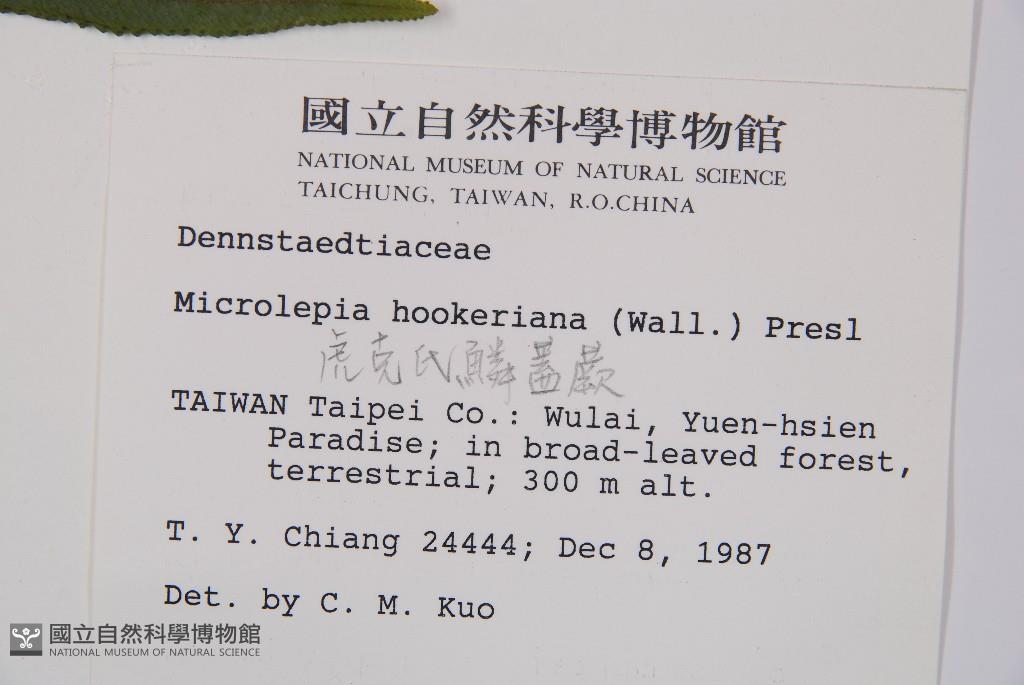 國立自然科學博物館
NATIONAL MUSEUM OF NATURAL SCIENCE
TAICHUNG, TAIWAN, R.O.CHINA
Dennstaedtiaceae
Microlepia hookeriana (Wall.) Presl
虎克氏鱗蓋蕨
TAIWAN Taipei Co.: Wulai, Yuen-hsien
Paradise; in broad-leaved forest,
terrestrial; 300 m alt.
T. Y. Chiang 24444; Dec 8, 1987
Det. by C. M. Kuo
國立自然科學博物館
NATIONAL MUSEUM OF NATURAL SCIENCE